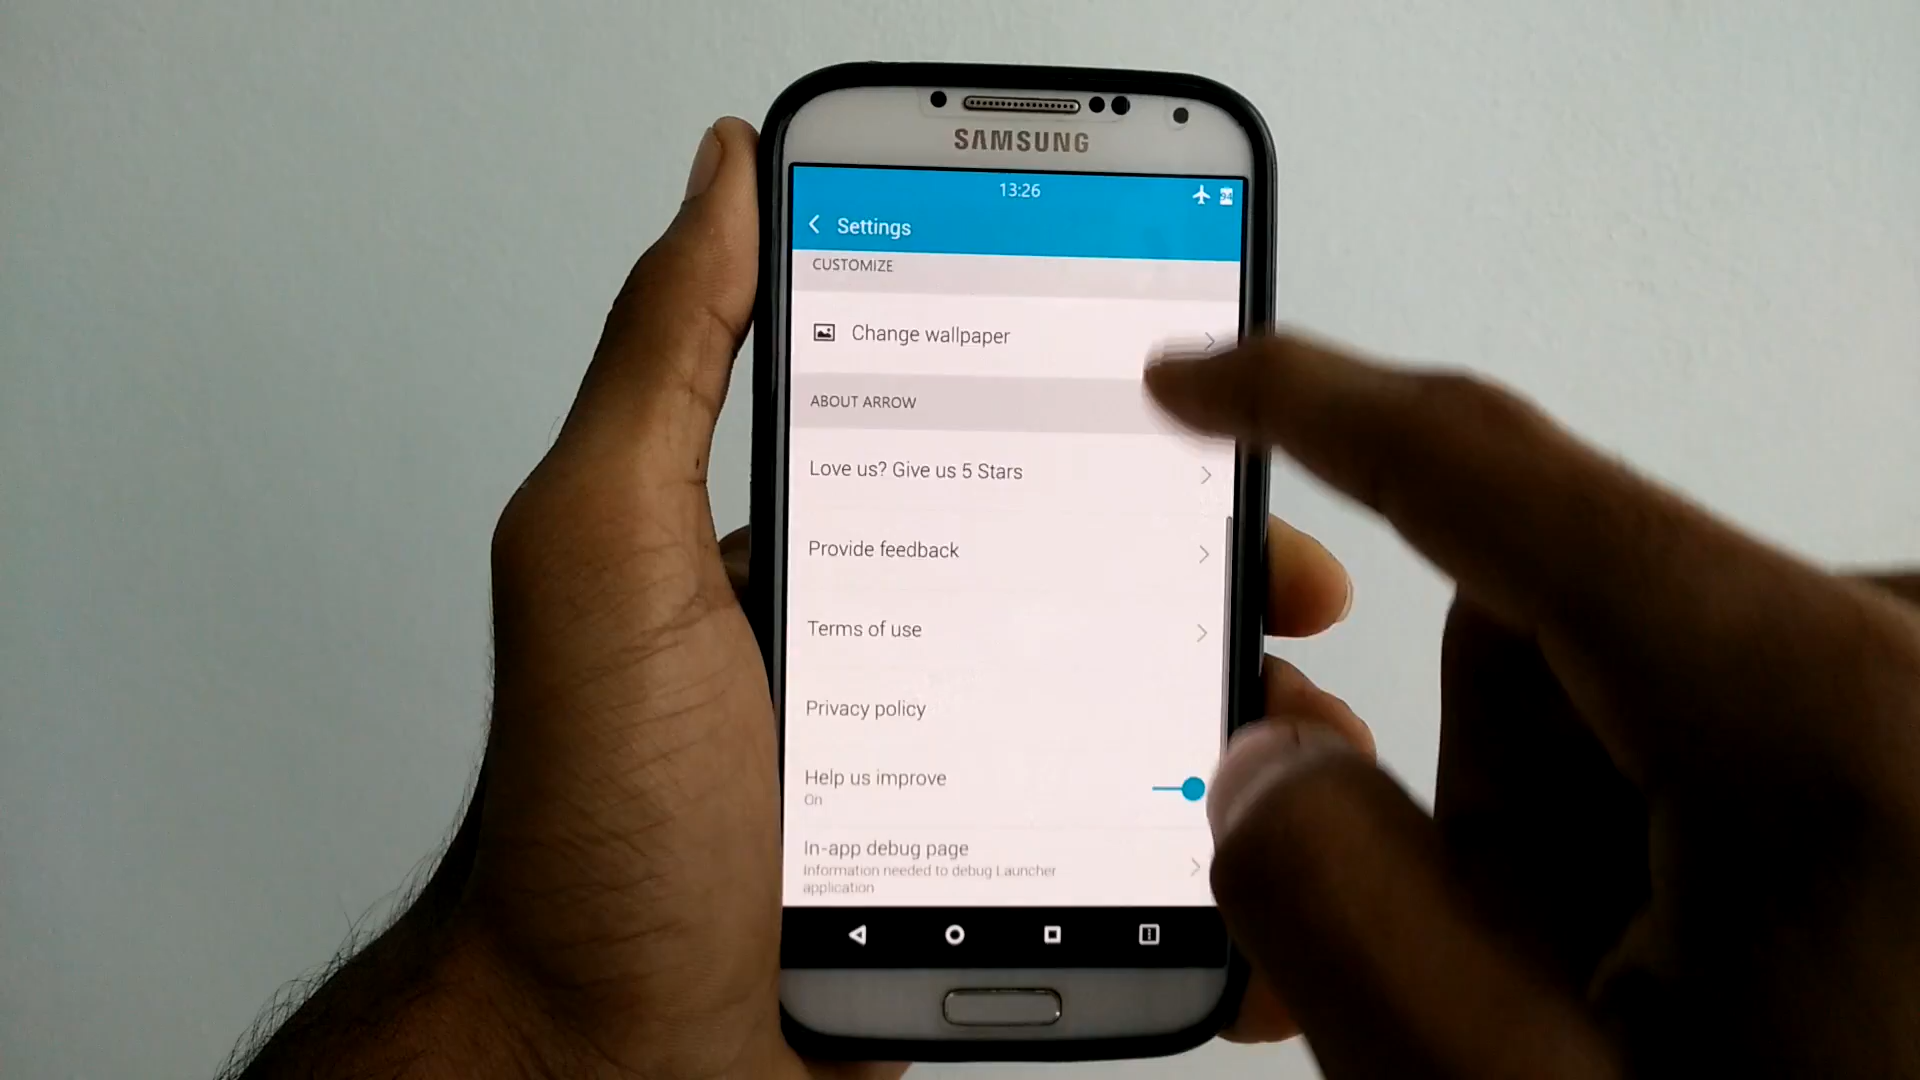 SAMSUNG
13:26
94
Settings
CUSTOMIZE
Change wallpaper
ABOUT ARROW
Love us? Give us 5 Stars
Provide feedback
Terms of use
Privacy policy
Help us improve
On
In-app debug page
Information needed to debug Launcher
application